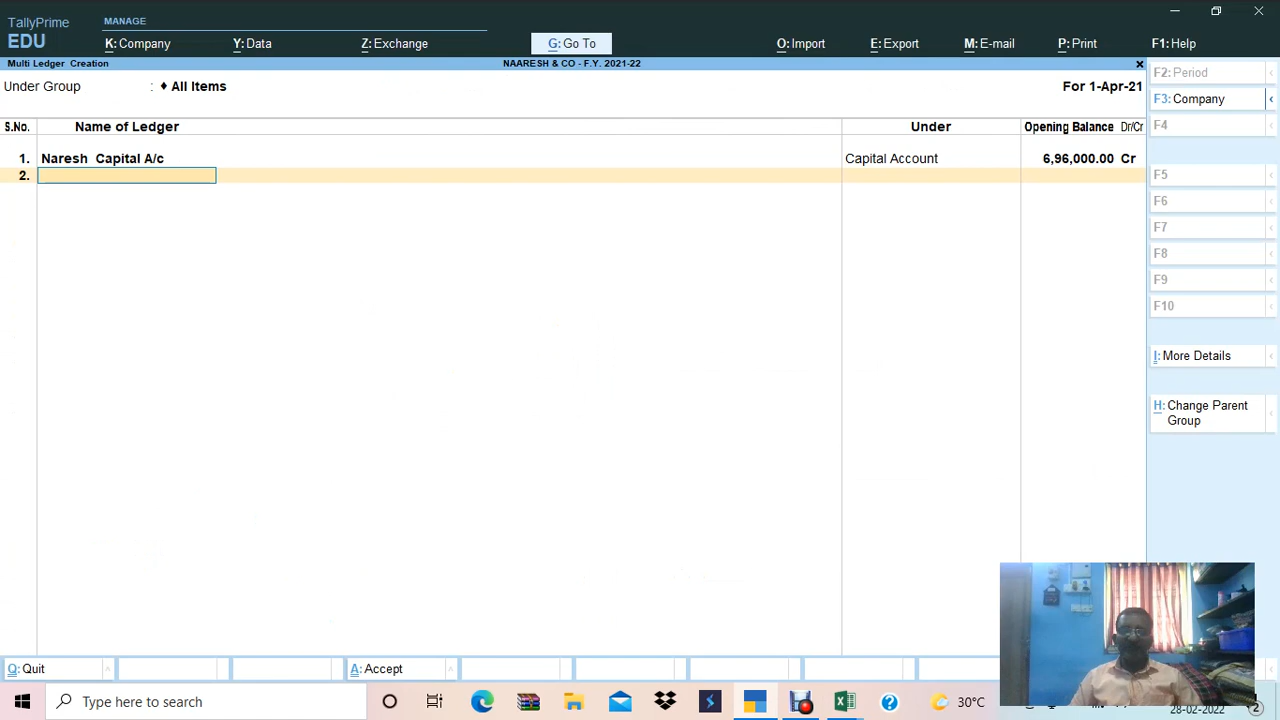 TallyPrime
EDU
MANAGE
K: Company
Y: Data
Z: Exchange
G: Go To
O: Import
E: Export
M: E-mail
P: Print
F1: Help
Multi Ledger Creation
NAARESH & CO - F.Y. 2021-22
Under Group : ♦ All Items
For 1-Apr-21
S.No. Name of Ledger Under Opening Balance Dr/Cr
1. Naresh Capital A/c Capital Account 6,96,000.00 Cr
2.
F2: Period
F3: Company
F4
F5
F6
F7
F8
F9
F10
I: More Details
H: Change Parent
Group
Q: Quit
A: Accept
Type here to search
30°C
28-02-2022
2